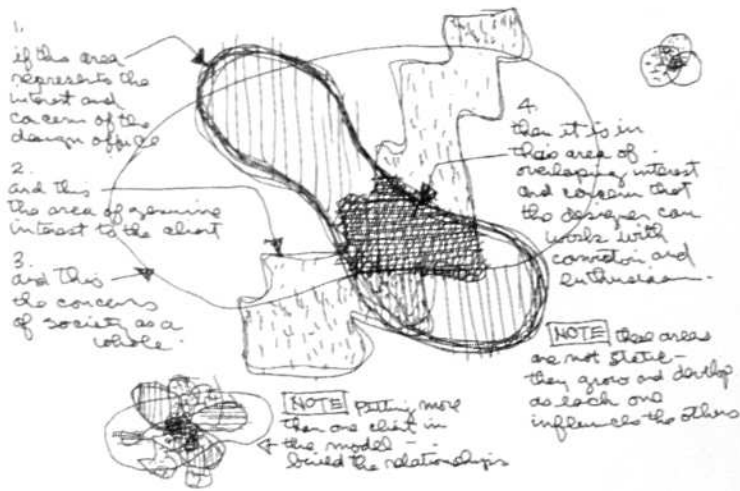 1.
if this area
represents the
interest and
concern of the
design office
2.
and this
the area of genuine
interest to the client
3.
and this
the concerns
of society as a
whole.
4.
then it is in
this area of
overlapping interest
and concern that
the designer can
work with
conviction and
enthusiasm.
NOTE these areas
are not static -
they grow and develop
as each one
influences the others
NOTE Putting more
than one client in
the model -
builds the relationships